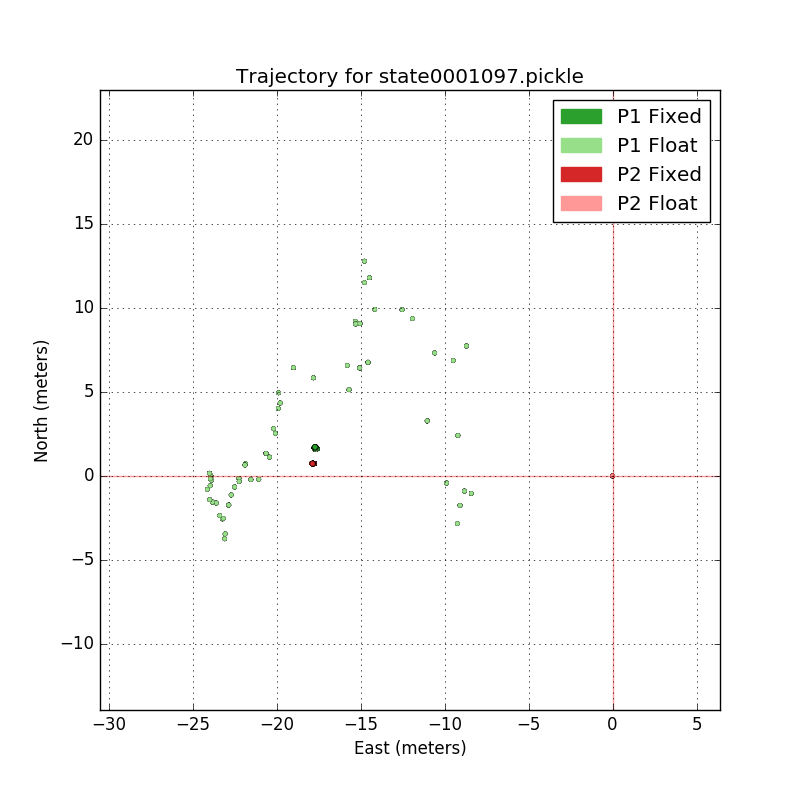 Trajectory for state0001097.pickle
P1 Fixed
P1 Float
P2 Fixed
P2 Float
20
15
10
5
0
−5
−10
North (meters)
−30 −25 −20 −15 −10 −5 0 5
East (meters)